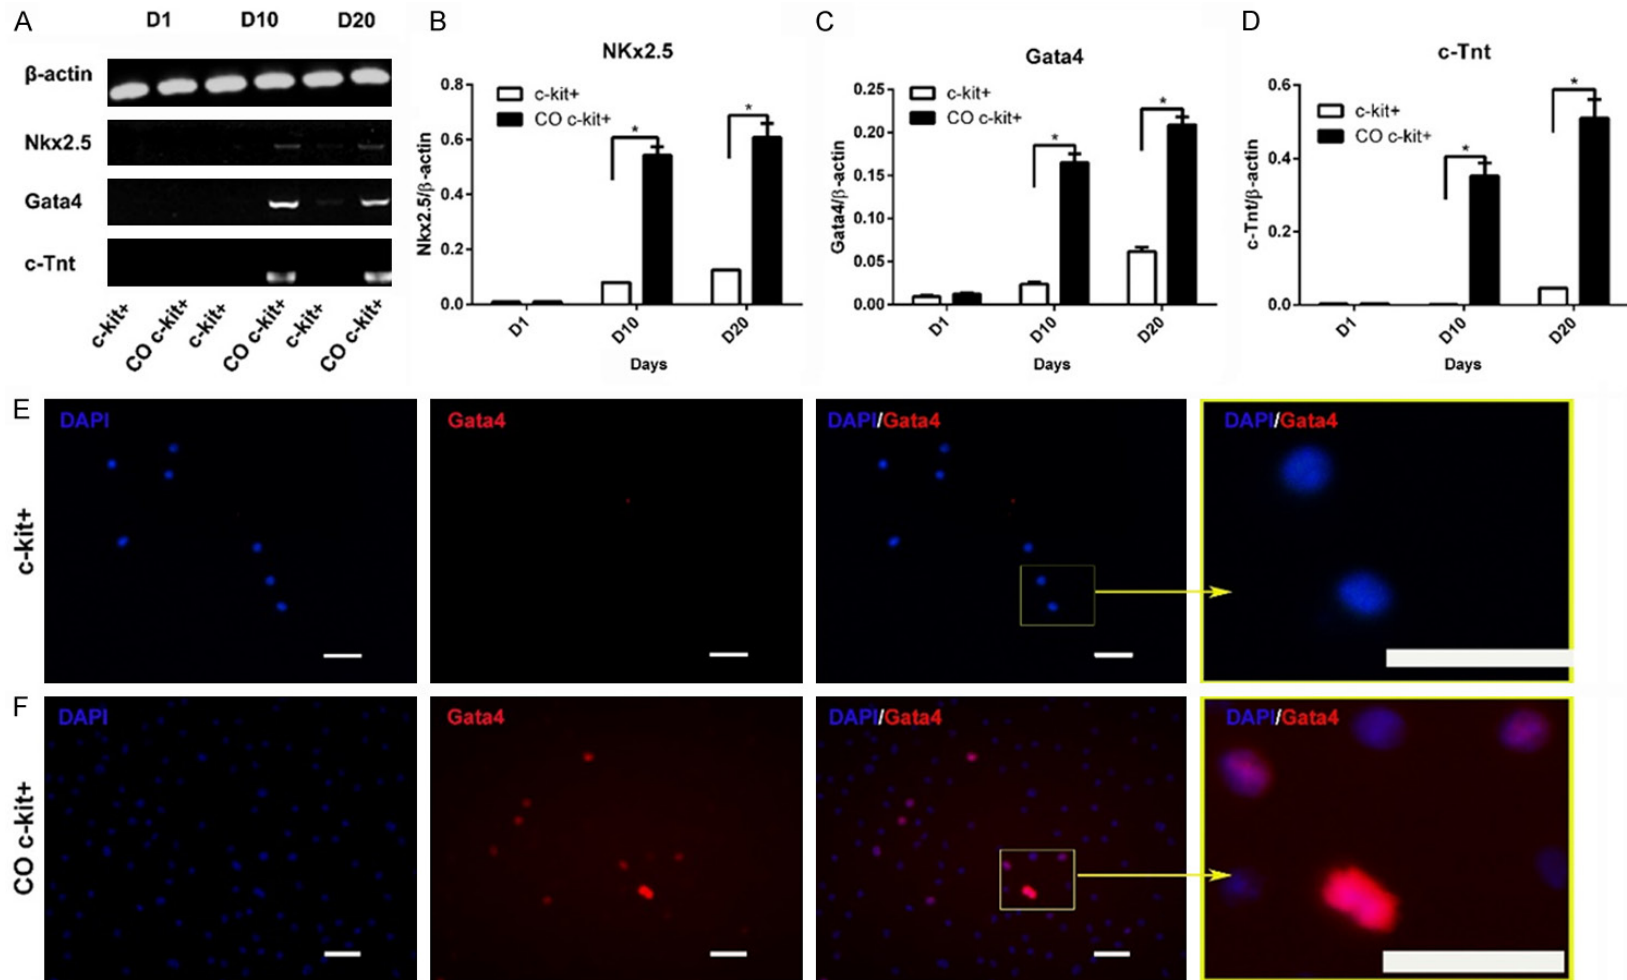 A
D1 D10 D20
β-actin
Nkx2.5
Gata4
c-Tnt
c-kit+ CO c-kit+ c-kit+ CO c-kit+ c-kit+ CO c-kit+
B
NKx2.5
c-kit+
CO c-kit+
Nkx2.5/β-actin
0.8
0.6
0.4
0.2
0.0
* *
D1 D10 D20
Days
C
Gata4
c-kit+
CO c-kit+
Gata4/β-actin
0.25
0.20
0.15
0.10
0.05
0.00
* *
D1 D10 D20
Days
D
c-Tnt
c-kit+
CO c-kit+
c-Tnt/β-actin
0.6
0.4
0.2
0.0
* *
D1 D10 D20
Days
E
c-kit+
DAPI
Gata4
DAPI/Gata4
DAPI/Gata4
F
CO c-kit+
DAPI
Gata4
DAPI/Gata4
DAPI/Gata4